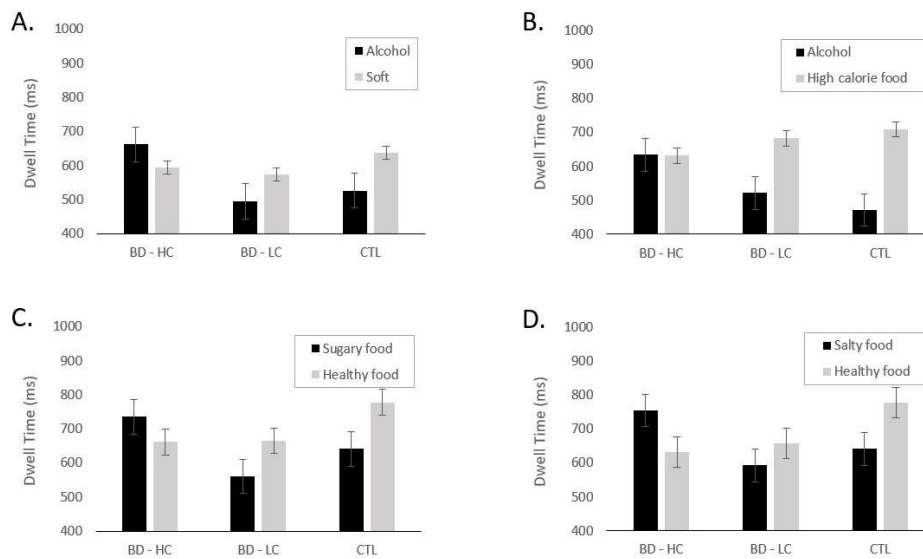 A.
1000
900
800
700
600
500
400
Dwell Time (ms)
Alcohol
Soft
BD - HC
BD - LC
CTL
B.
1000
900
800
700
600
500
400
Dwell Time (ms)
Alcohol
High calorie food
BD - HC
BD - LC
CTL
C.
1000
900
800
700
600
500
400
Dwell Time (ms)
Sugary food
Healthy food
BD - HC
BD - LC
CTL
D.
1000
900
800
700
600
500
400
Dwell Time (ms)
Salty food
Healthy food
BD - HC
BD - LC
CTL